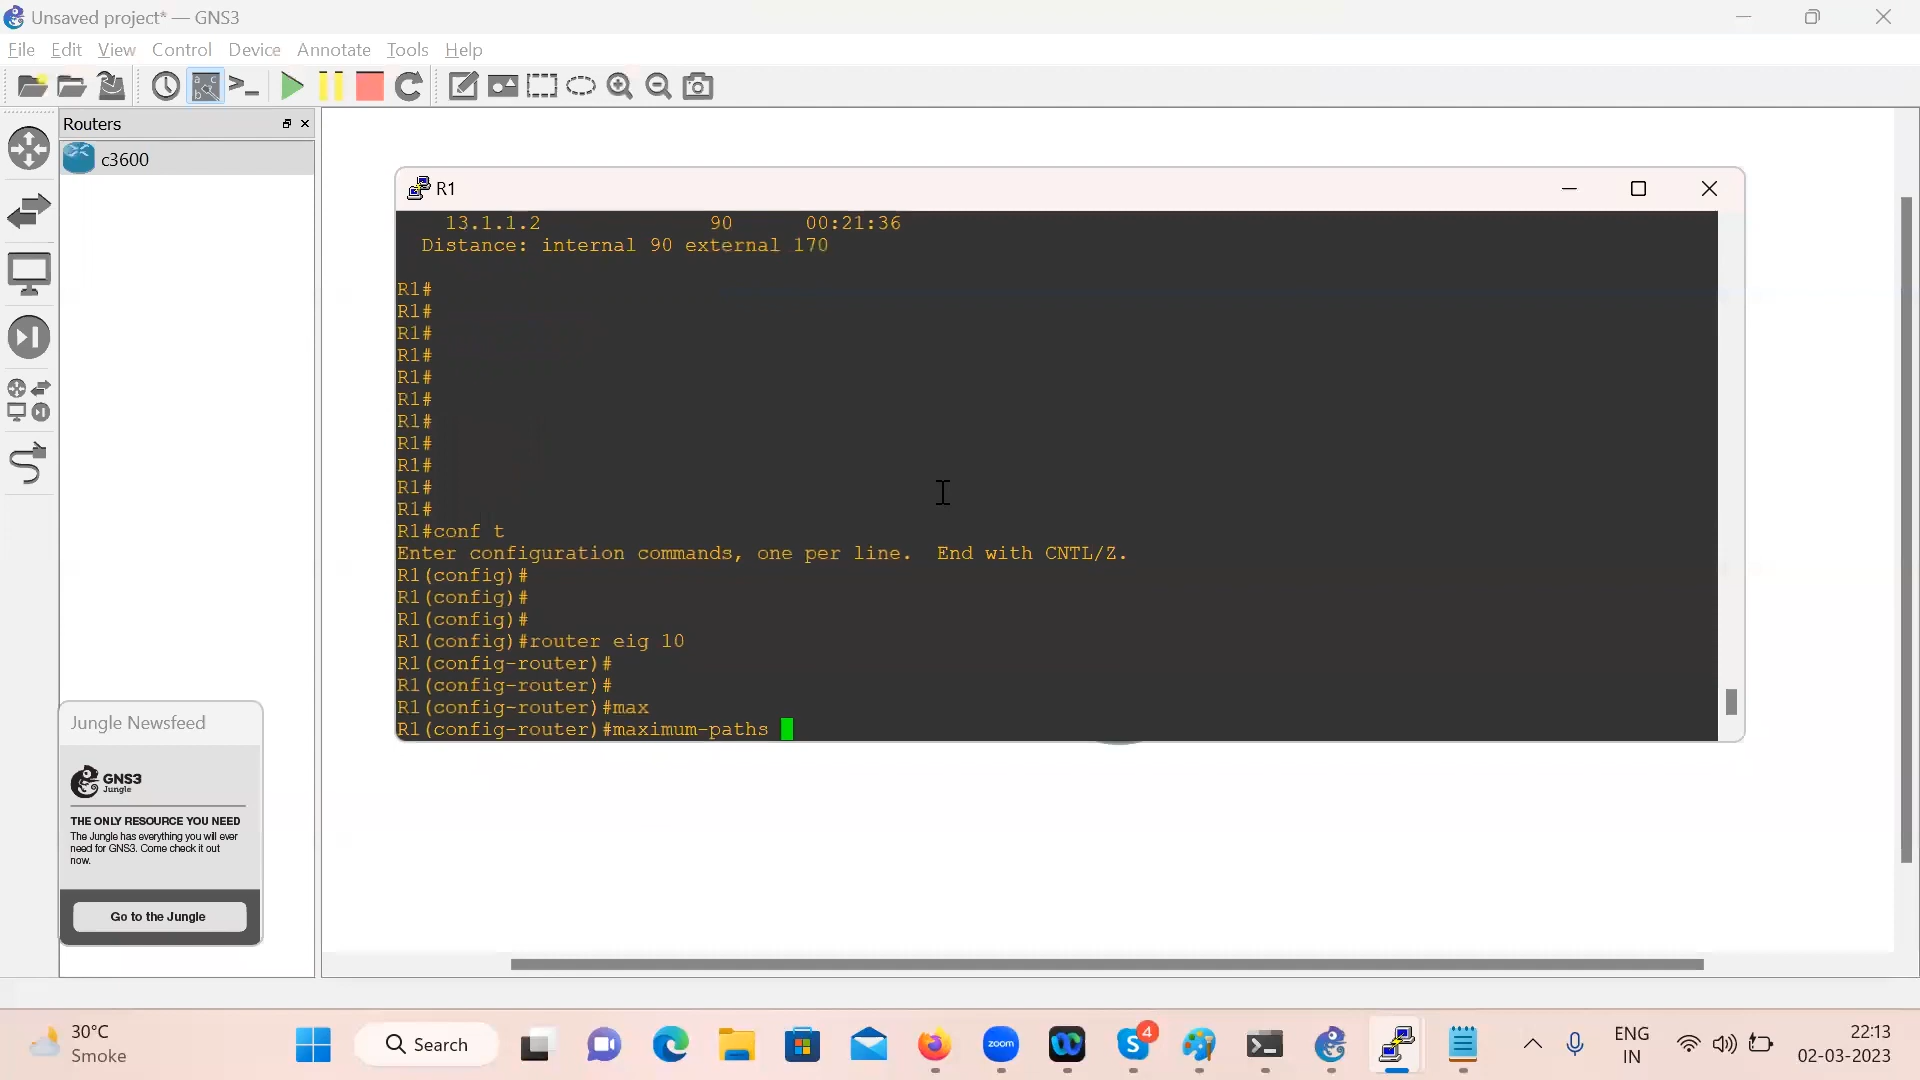 Unsaved project* — GNS3
File Edit View Control Device Annotate Tools Help
Routers
c3600
R1
13.1.1.2 90 00:21:36
Distance: internal 90 external 170
R1#
R1#
R1#
R1#
R1#
R1#
R1#
R1#
R1#
R1#
R1#
R1#conf t
Enter configuration commands, one per line. End with CNTL/Z.
R1(config)#
R1(config)#
R1(config)#
R1(config)#router eig 10
R1(config-router)#
R1(config-router)#
R1(config-router)#max
R1(config-router)#maximum-paths
Jungle Newsfeed
GNS3
Jungle
THE ONLY RESOURCE YOU NEED
The Jungle has everything you will ever
need for GNS3. Come check it out
now.
Go to the Jungle
30°C
Smoke
Search
zoom
4
ENG
IN
22:13
02-03-2023